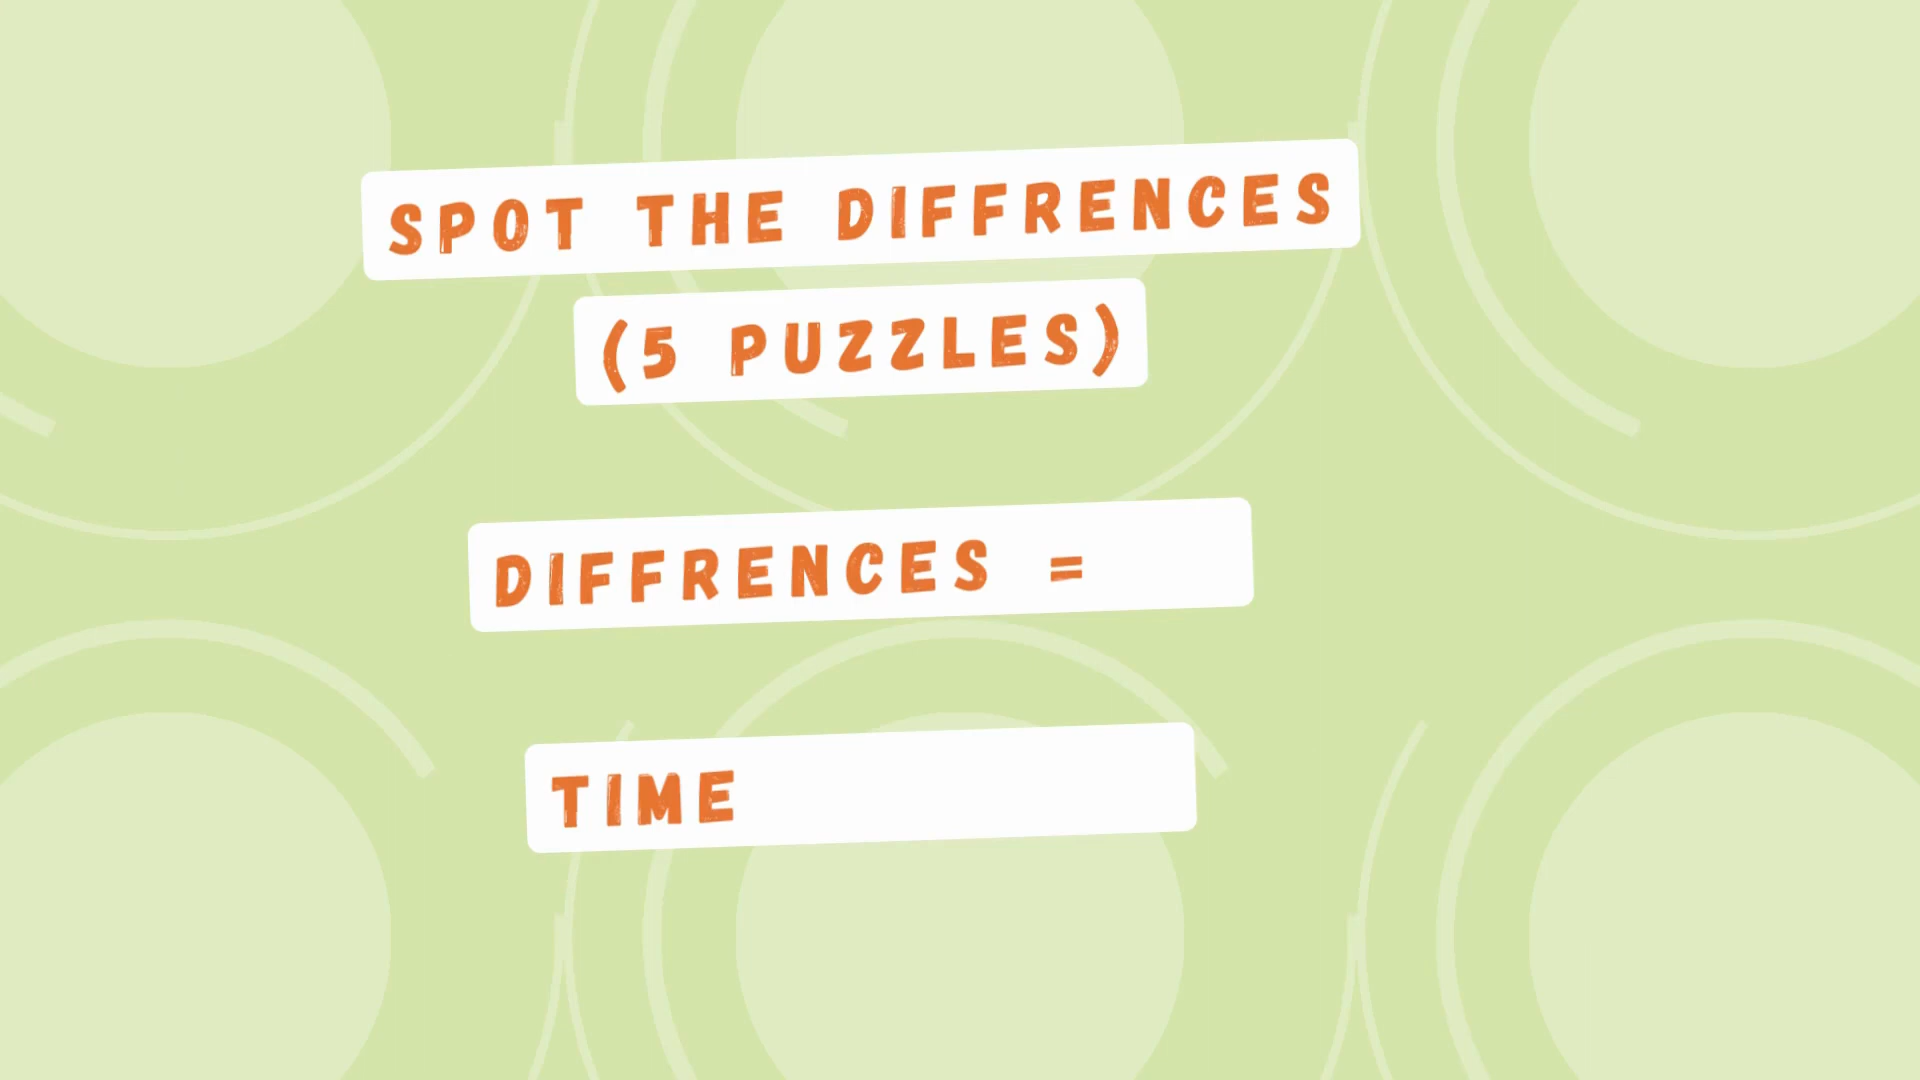 SPOT THE DIFFRENCES
(5 PUZZLES)
DIFFRENCES =
TIME